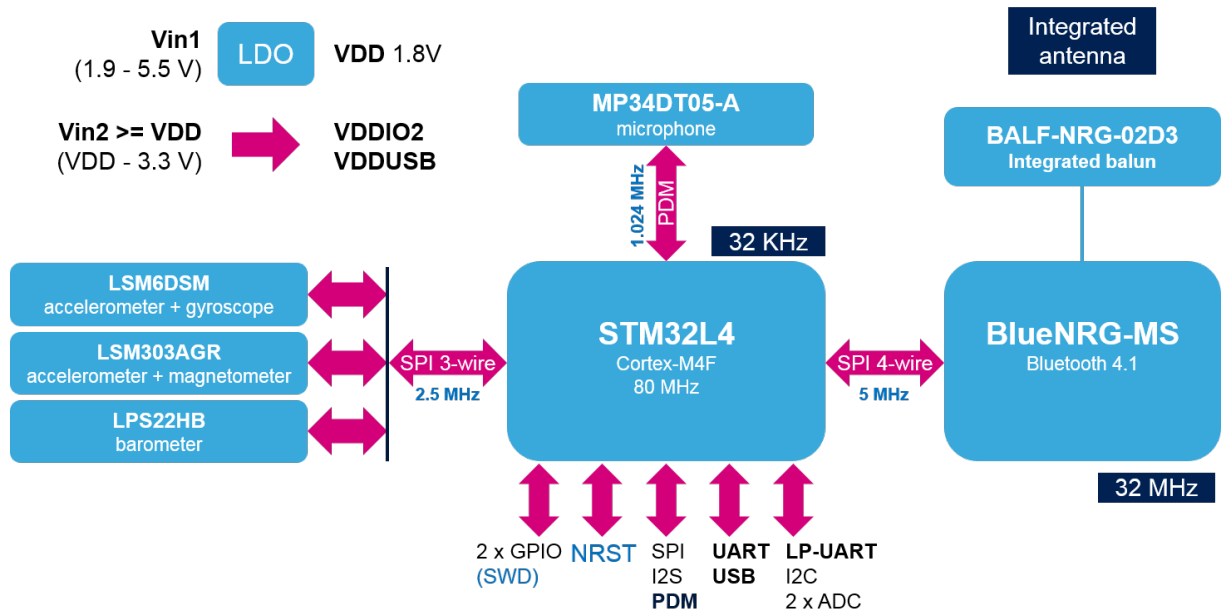 Vin1
(1.9 - 5.5 V)
LDO
VDD 1.8V
Integrated
antenna
MP34DT05-A
microphone
Vin2 >= VDD
(VDD - 3.3 V)
VDDIO2
VDDUSB
BALF-NRG-02D3
Integrated balun
1.024 MHz
PDM
32 KHz
LSM6DSM
accelerometer + gyroscope
LSM303AGR
accelerometer + magnetometer
LPS22HB
barometer
SPI 3-wire
2.5 MHz
STM32L4
Cortex-M4F
80 MHz
SPI 4-wire
5 MHz
BlueNRG-MS
Bluetooth 4.1
32 MHz
2 x GPIO
(SWD)
NRST
SPI
I2S
PDM
UART
USB
LP-UART
I2C
2 x ADC